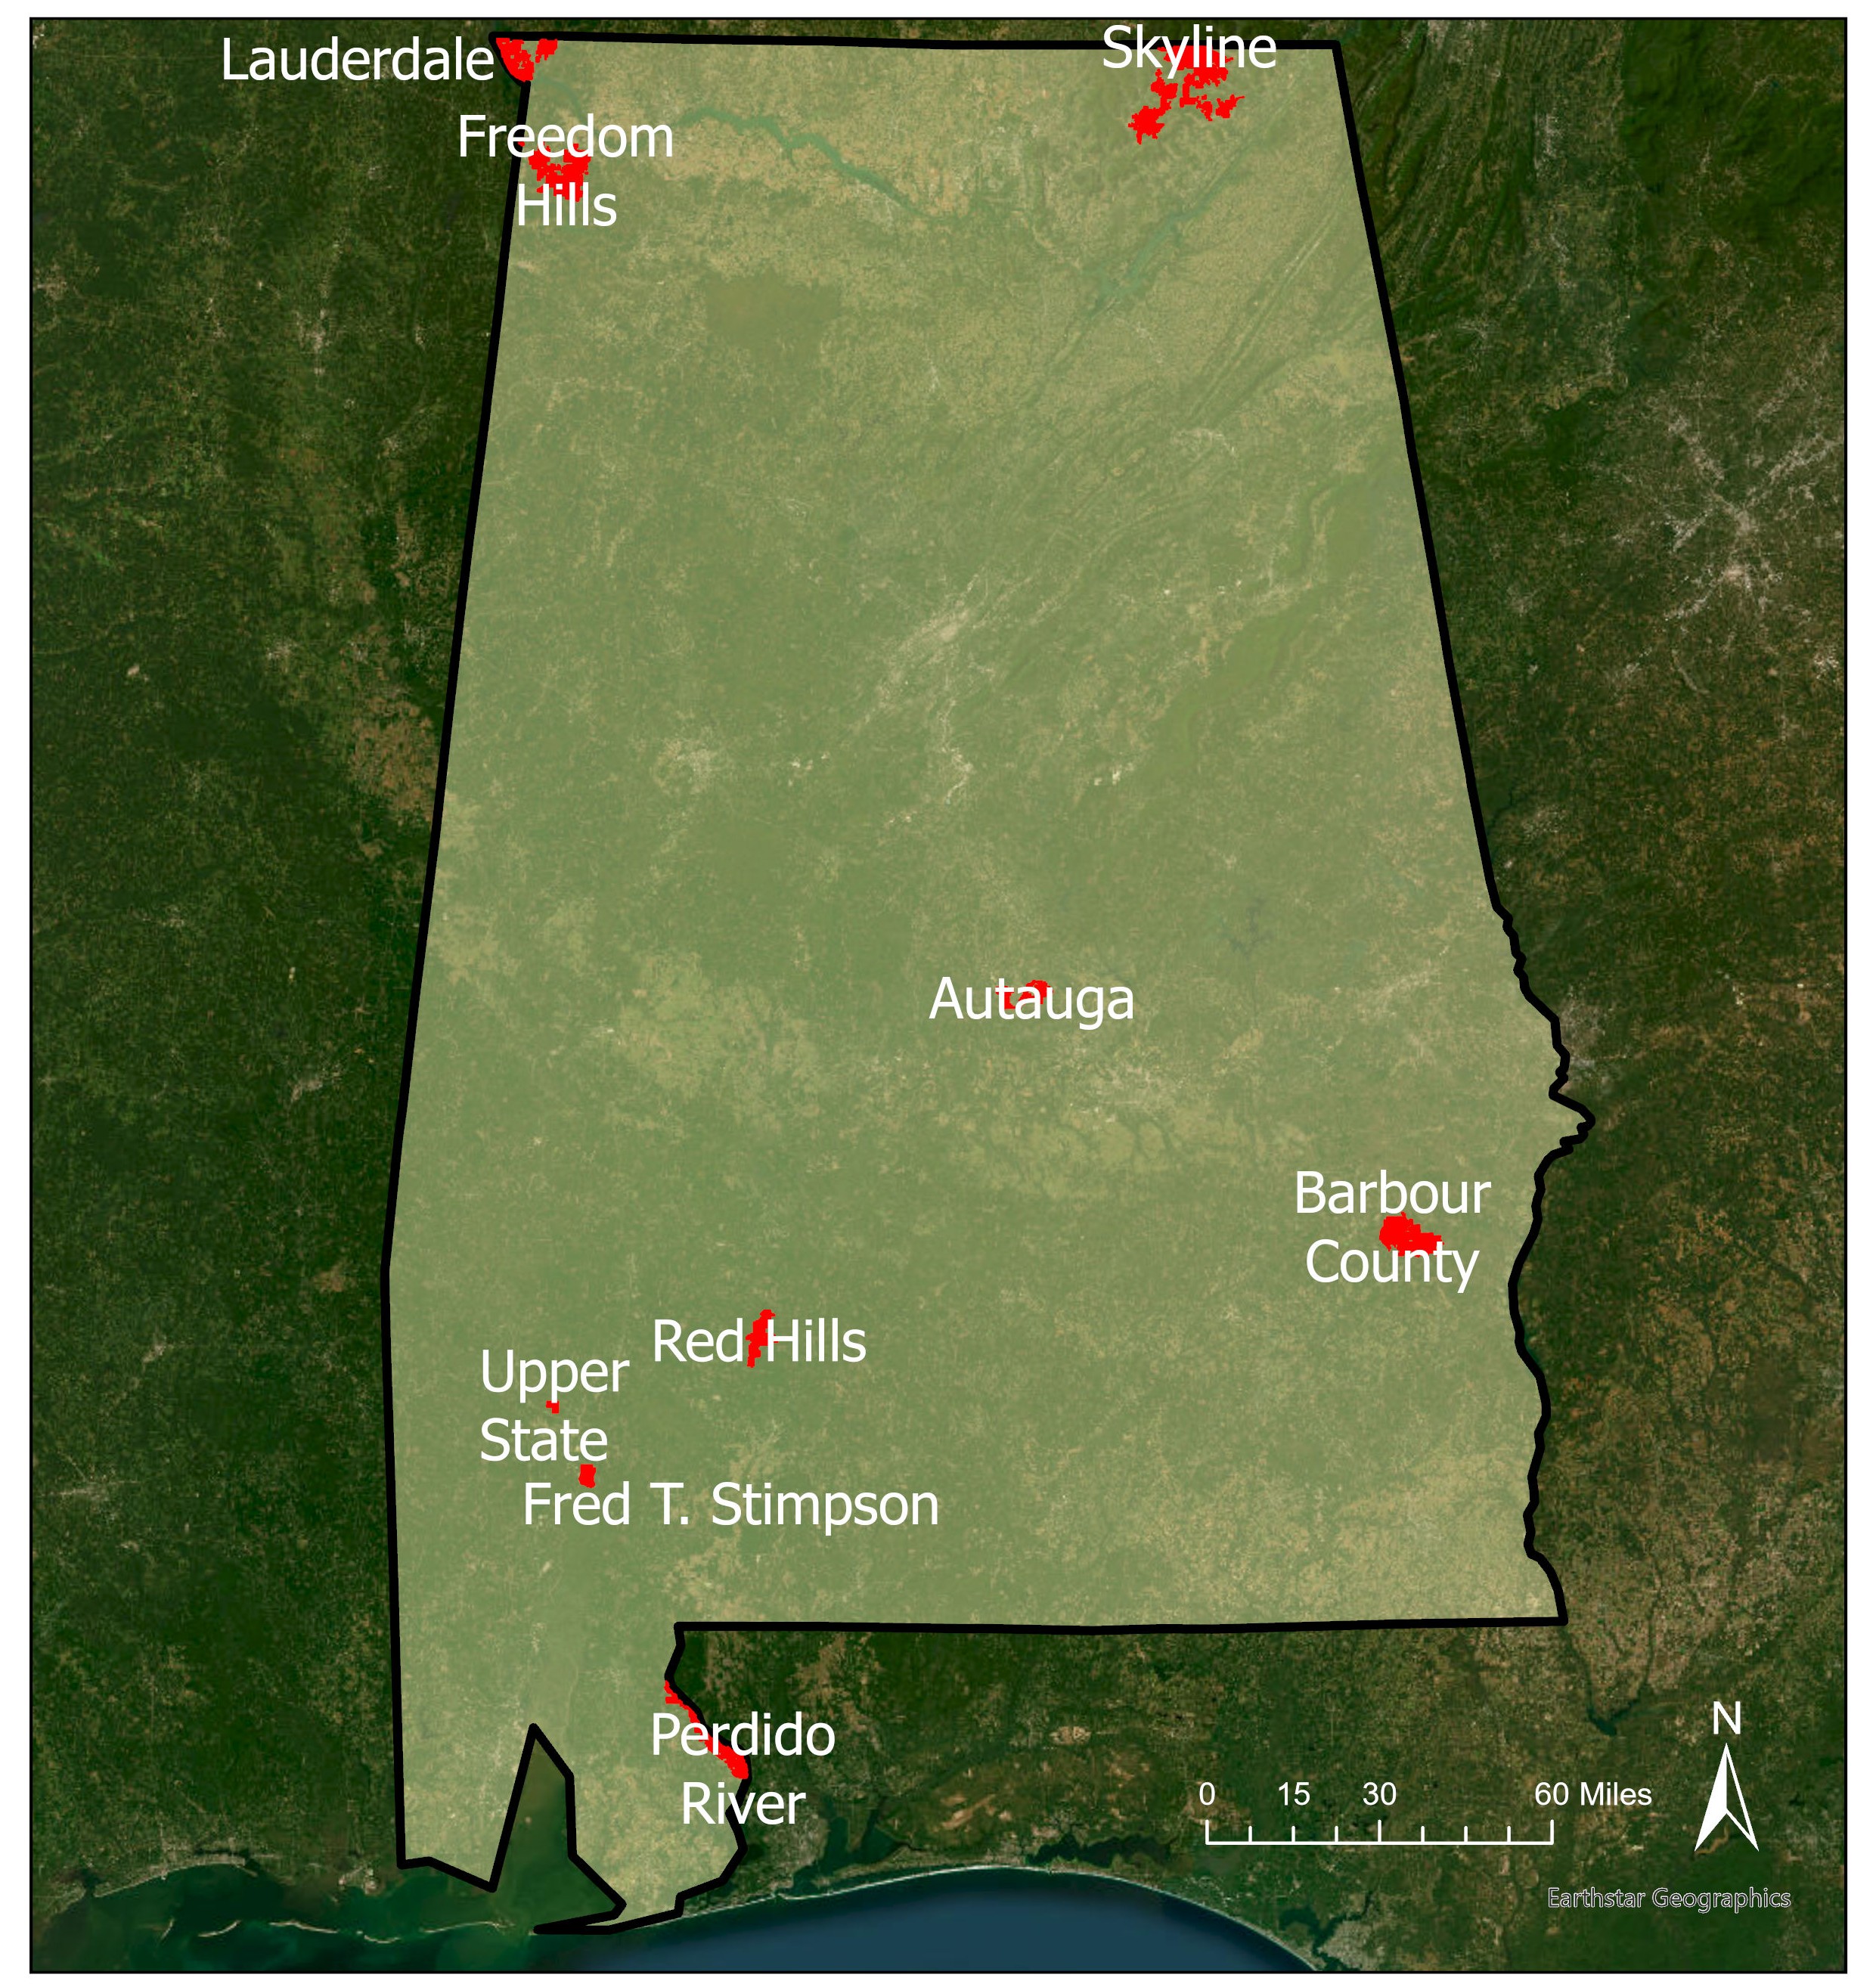 Lauderdale
Skyline
Freedom
Hills
Autauga
Barbour
County
Red Hills
Upper
State
Fred T. Stimpson
Perdido
River
N
0 15 30 60 Miles
Earthstar Geographics